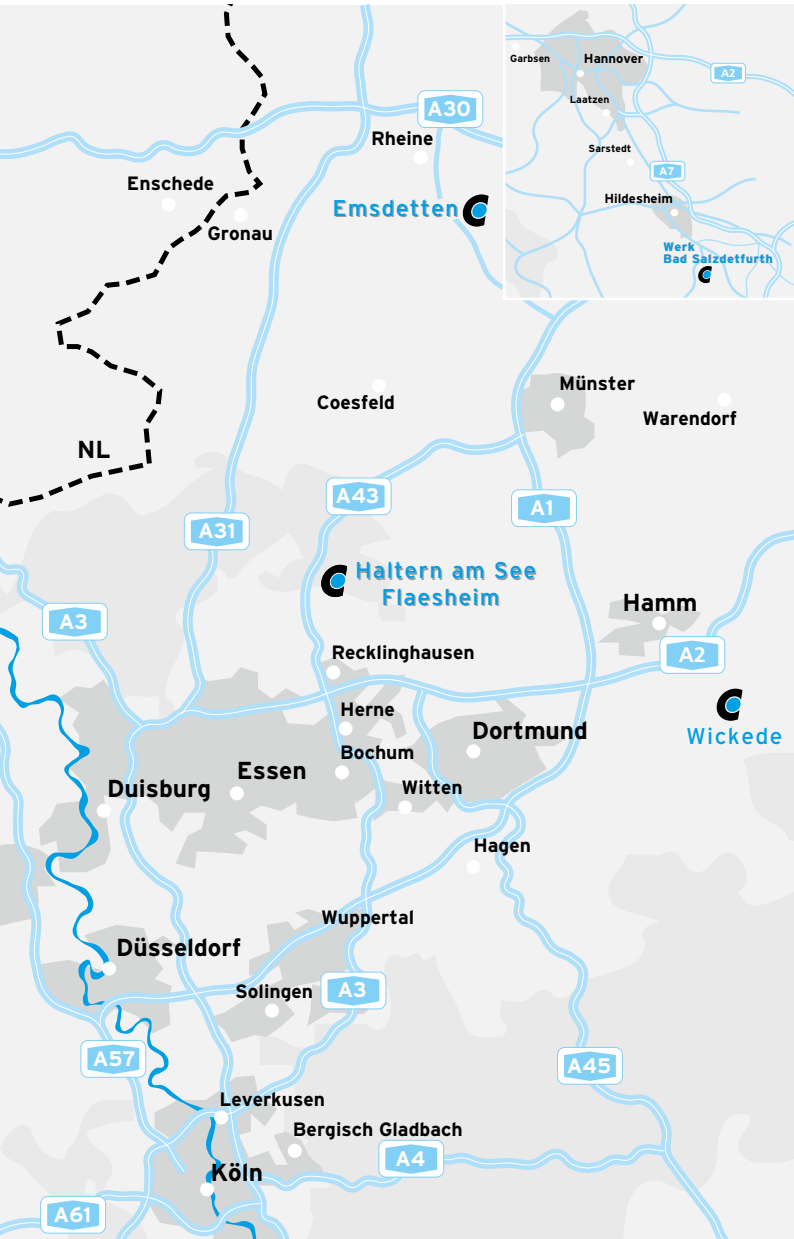 Garbsen
Hannover
A2
Laatzen
Sarstedt
A7
Hildesheim
Werk
Bad Salzdetfurth
A30
Rheine
Enschede
Emsdetten
Gronau
Münster
Coesfeld
Warendorf
NL
A43
A1
A31
Haltern am See
Flaesheim
Hamm
A3
Recklinghausen
A2
Herne
Dortmund
Wickede
Bochum
Essen
Duisburg
Witten
Hagen
Wuppertal
Düsseldorf
Solingen
A3
A57
A45
Leverkusen
Bergisch Gladbach
A4
Köln
A61